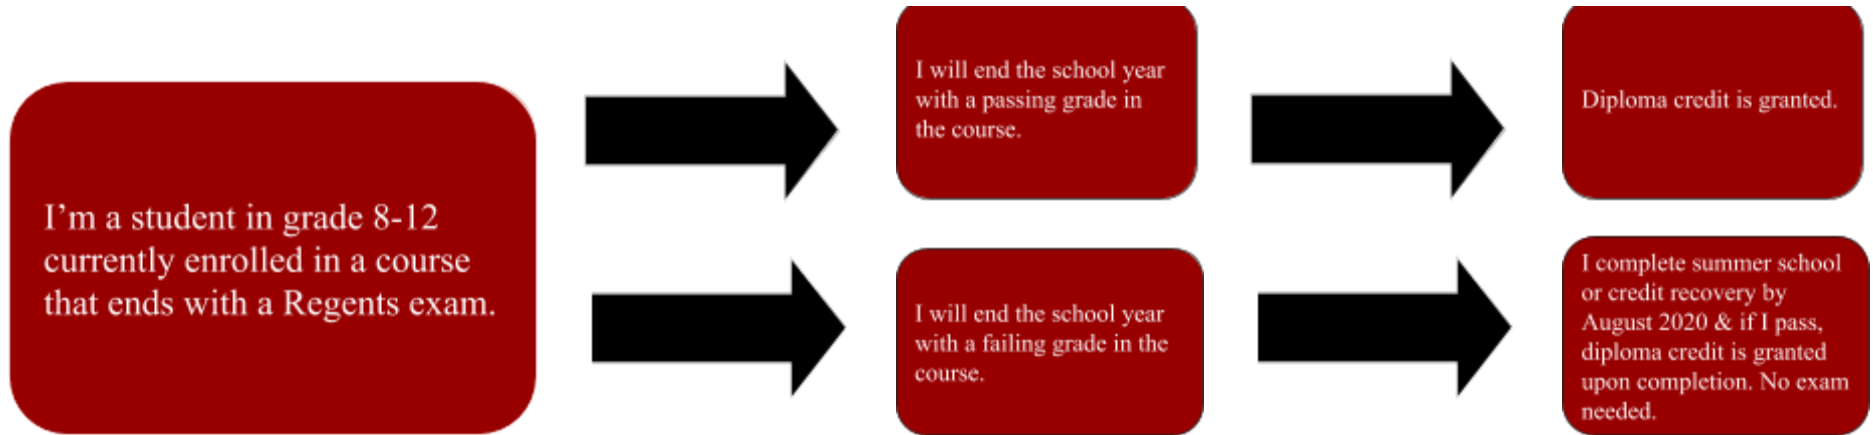 I’m a student in grade 8-12
currently enrolled in a course
that ends with a Regents exam.
I will end the school year
with a passing grade in
the course.
Diploma credit is granted.
I will end the school year
with a failing grade in the
course.
I complete summer school
or credit recovery by
August 2020 & if I pass,
diploma credit is granted
upon completion. No exam
needed.